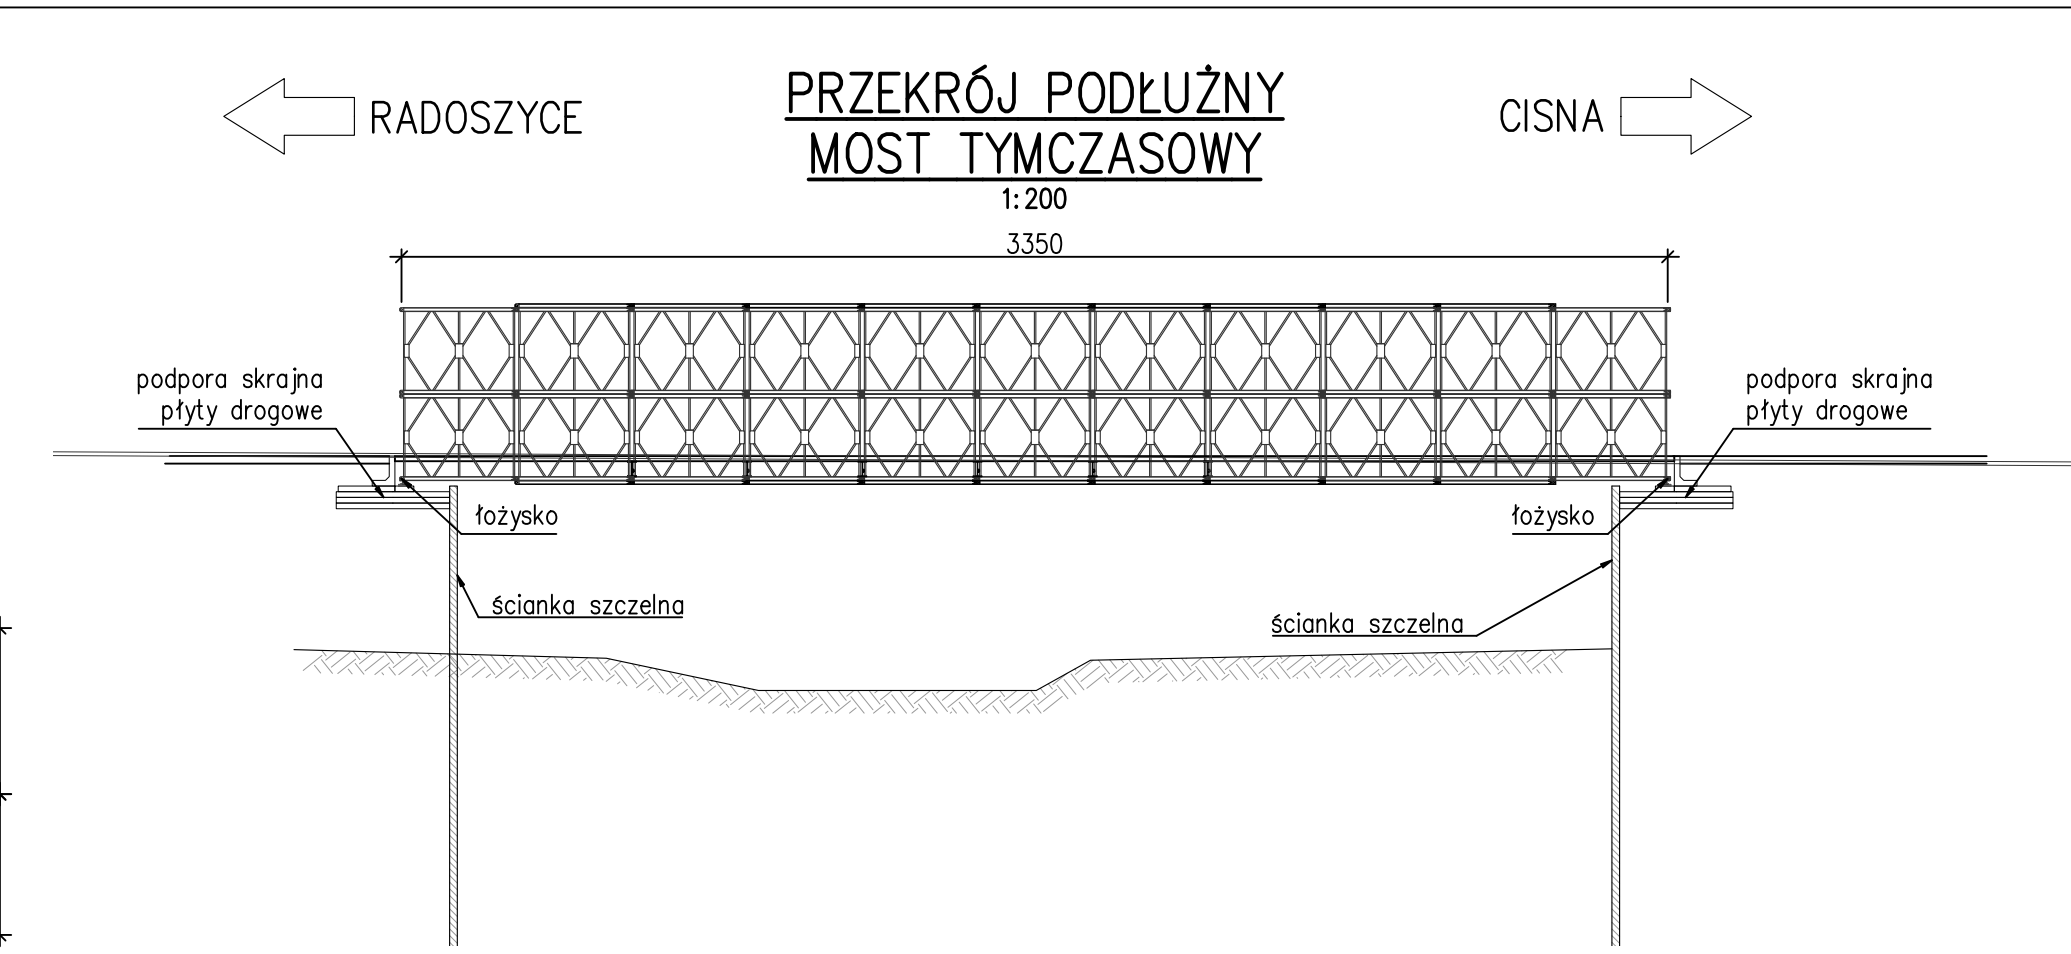 RADOSZYCE
PRZEKRÓJ PODŁUŻNY
MOST TYMCZASOWY
1:200
CISNA
3350
podpora skrajna
płyty drogowe
podpora skrajna
płyty drogowe
łożysko
łożysko
ścianka szczelna
ścianka szczelna